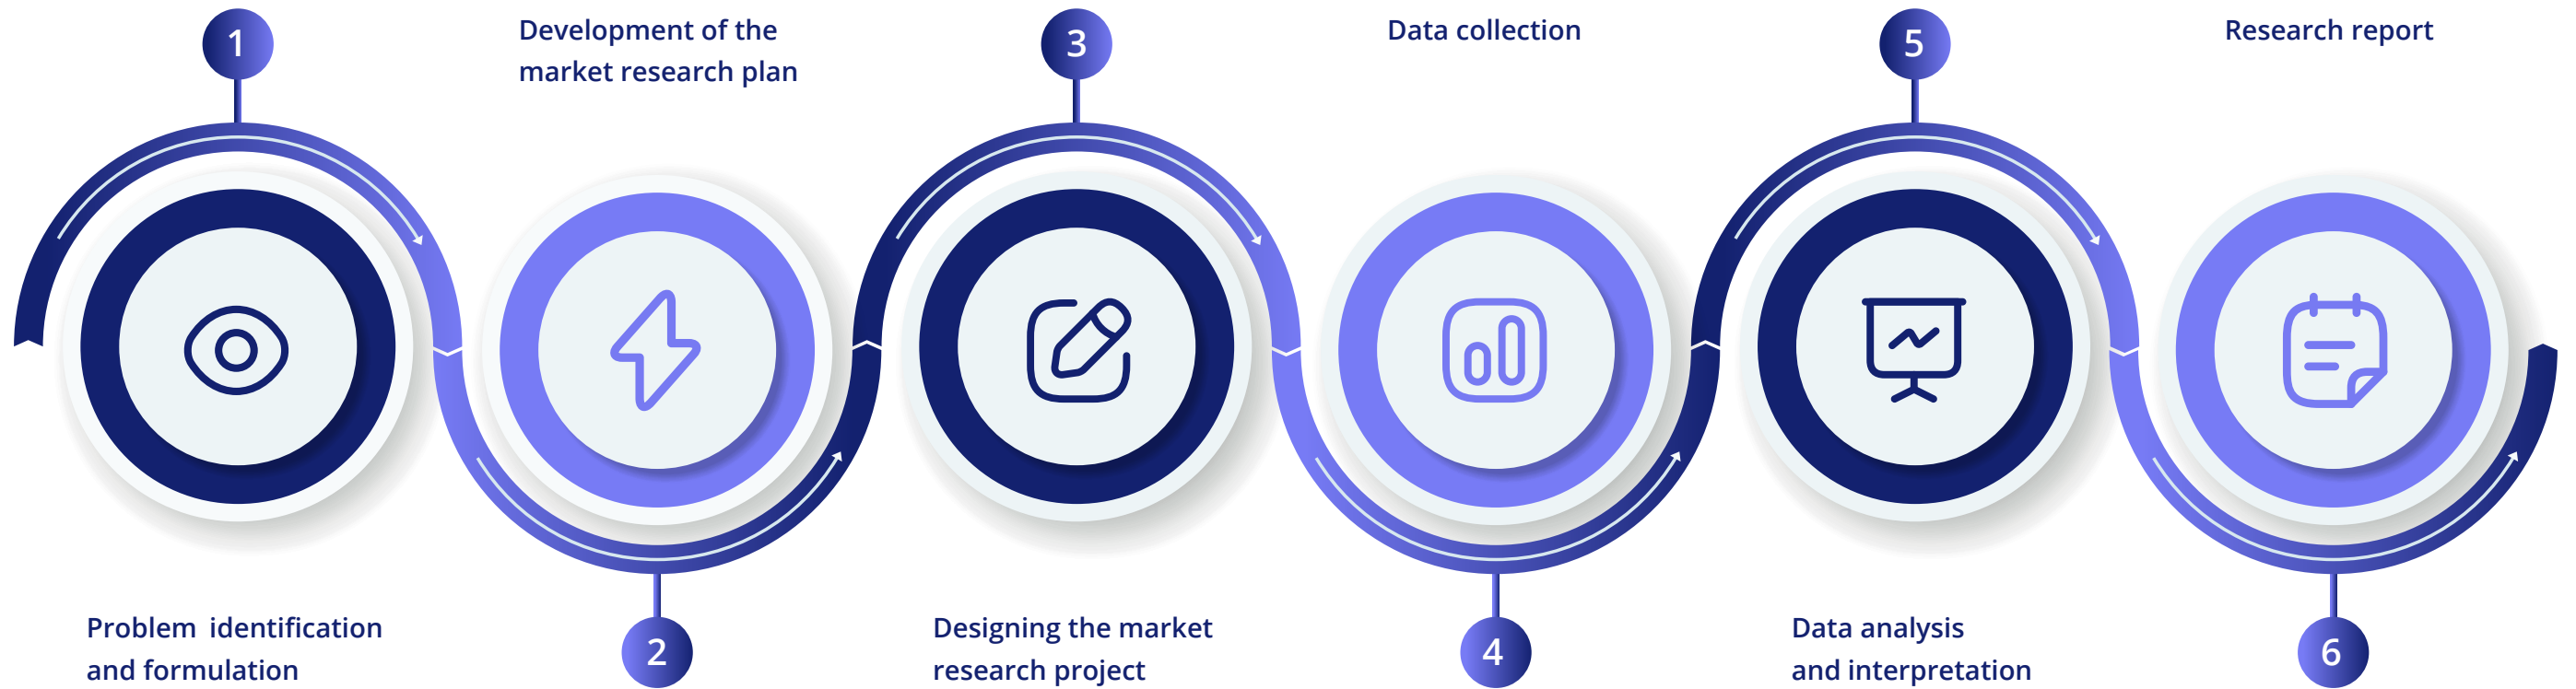 1
Problem identification
and formulation
Development of the
market research plan
2
3
Designing the market
research project
Data collection
4
5
Data analysis
and interpretation
Research report
6